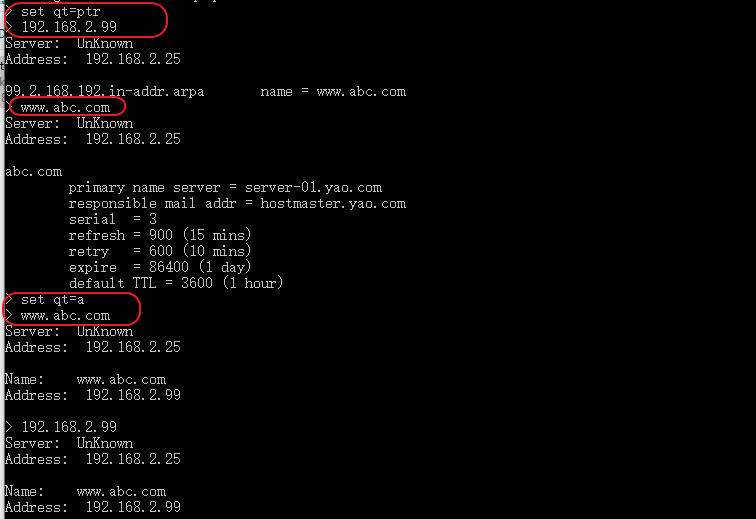 > set qt=ptr
> 192.168.2.99
Server:  UnKnown
Address:  192.168.2.25
99.2.168.192.in-addr.arpa       name = www.abc.com
> www.abc.com
Server:  UnKnown
Address:  192.168.2.25
abc.com
        primary name server = server-01.yao.com
        responsible mail addr = hostmaster.yao.com
        serial  = 3
        refresh = 900 (15 mins)
        retry   = 600 (10 mins)
        expire  = 86400 (1 day)
        default TTL = 3600 (1 hour)
> set qt=a
> www.abc.com
Server:  UnKnown
Address:  192.168.2.25
Name:    www.abc.com
Address:  192.168.2.99
> 192.168.2.99
Server:  UnKnown
Address:  192.168.2.25
Name:    www.abc.com
Address:  192.168.2.99